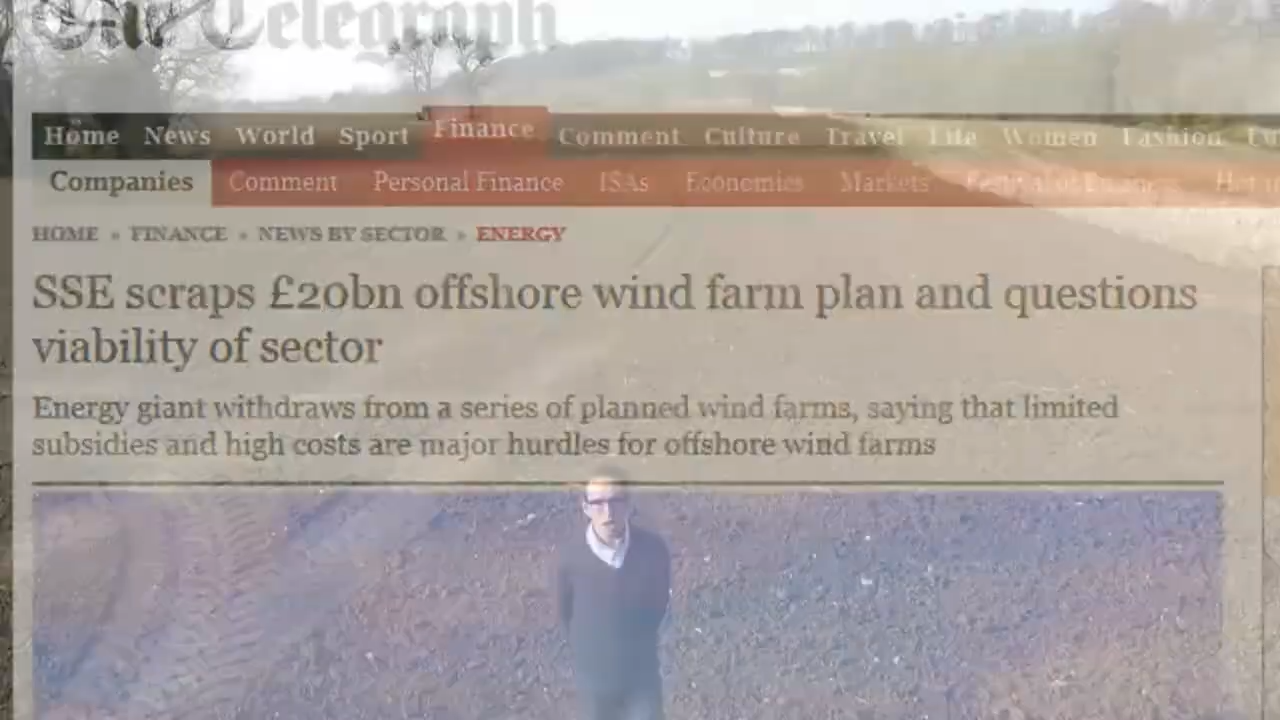 The Telegraph
Home News World Sport Finance Comment Culture Travel Life Women Fashion
Companies Comment Personal Finance ISAs Economics Markets
HOME » FINANCE » NEWS BY SECTOR » ENERGY
SSE scraps £20bn offshore wind farm plan and questions
viability of sector
Energy giant withdraws from a series of planned wind farms, saying that limited
subsidies and high costs are major hurdles for offshore wind farms